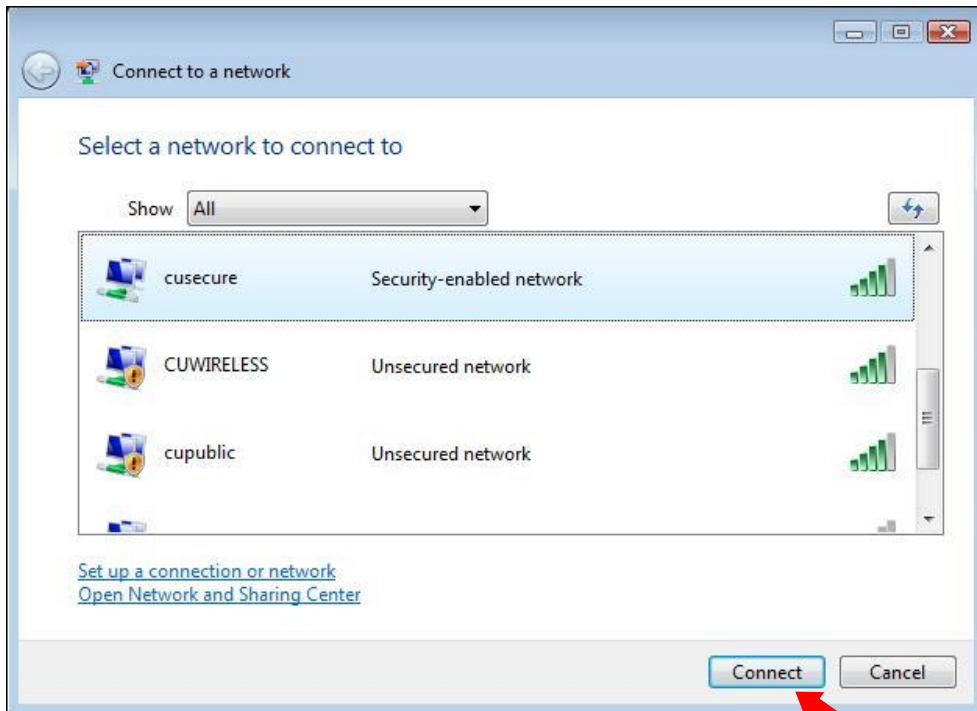 Connect to a network
Select a network to connect to
Show All
cusecure Security-enabled network
CUWIRELESS Unsecured network
cupublic Unsecured network
Set up a connection or network
Open Network and Sharing Center
Connect Cancel